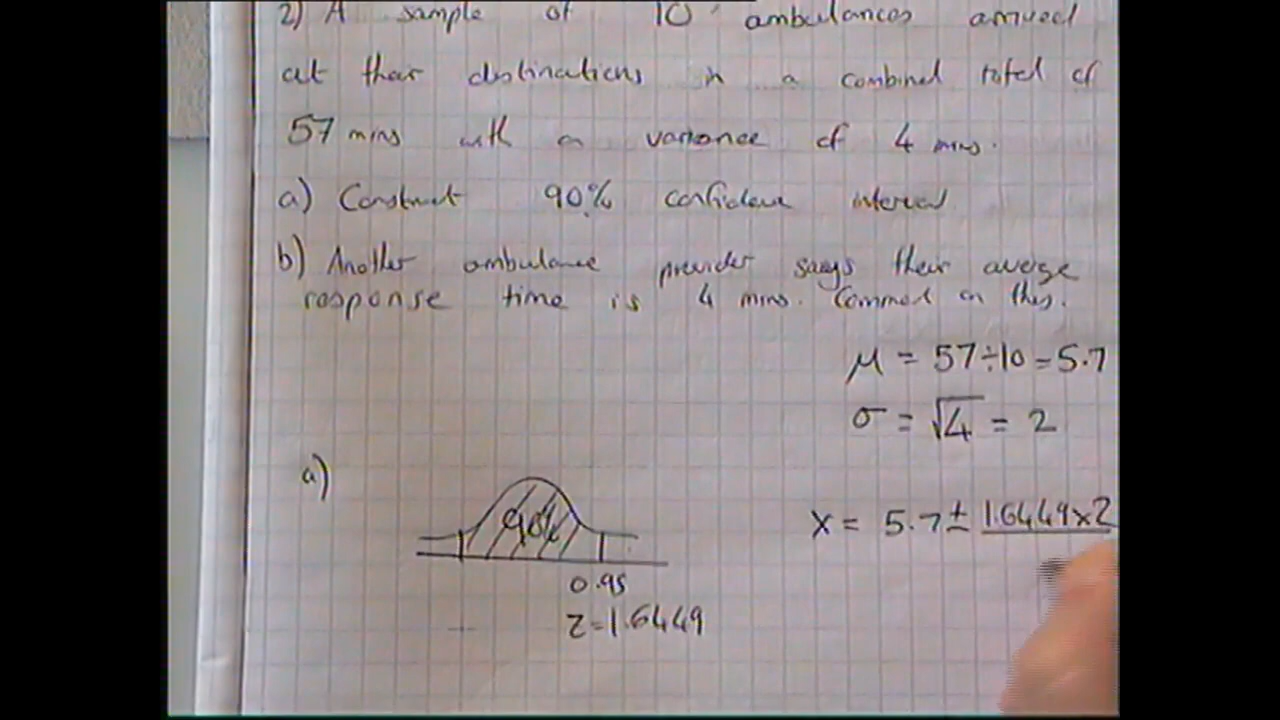 2) A sample of 10 ambulances arrived
at their destinations in a combined total of
57 mins with a variance of 4 mins.
a) Construct 90% confidence interval
b) Another ambulance provider says their average
response time is 4 mins. Comment on this.
μ = 57÷10 = 5.7
σ = √4 = 2
a)
90%
x = 5.7 ± 1.6449×2
0.95
z=1.6449